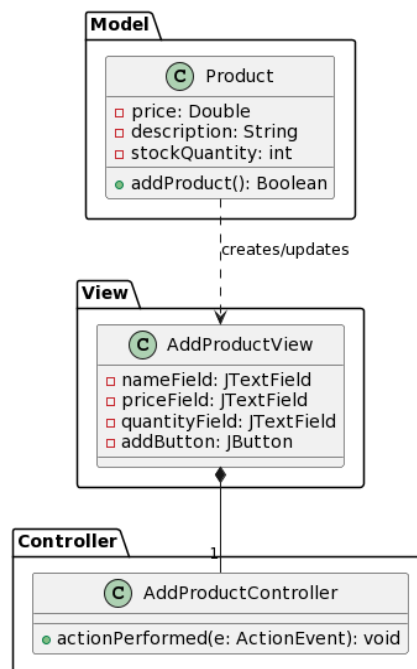 Model
C Product
price: Double
description: String
stockQuantity: int
addProduct(): Boolean
creates/updates
View
C AddProductView
nameField: JTextField
priceField: JTextField
quantityField: JTextField
addButton: JButton
1
Controller
C AddProductController
actionPerformed(e: ActionEvent): void